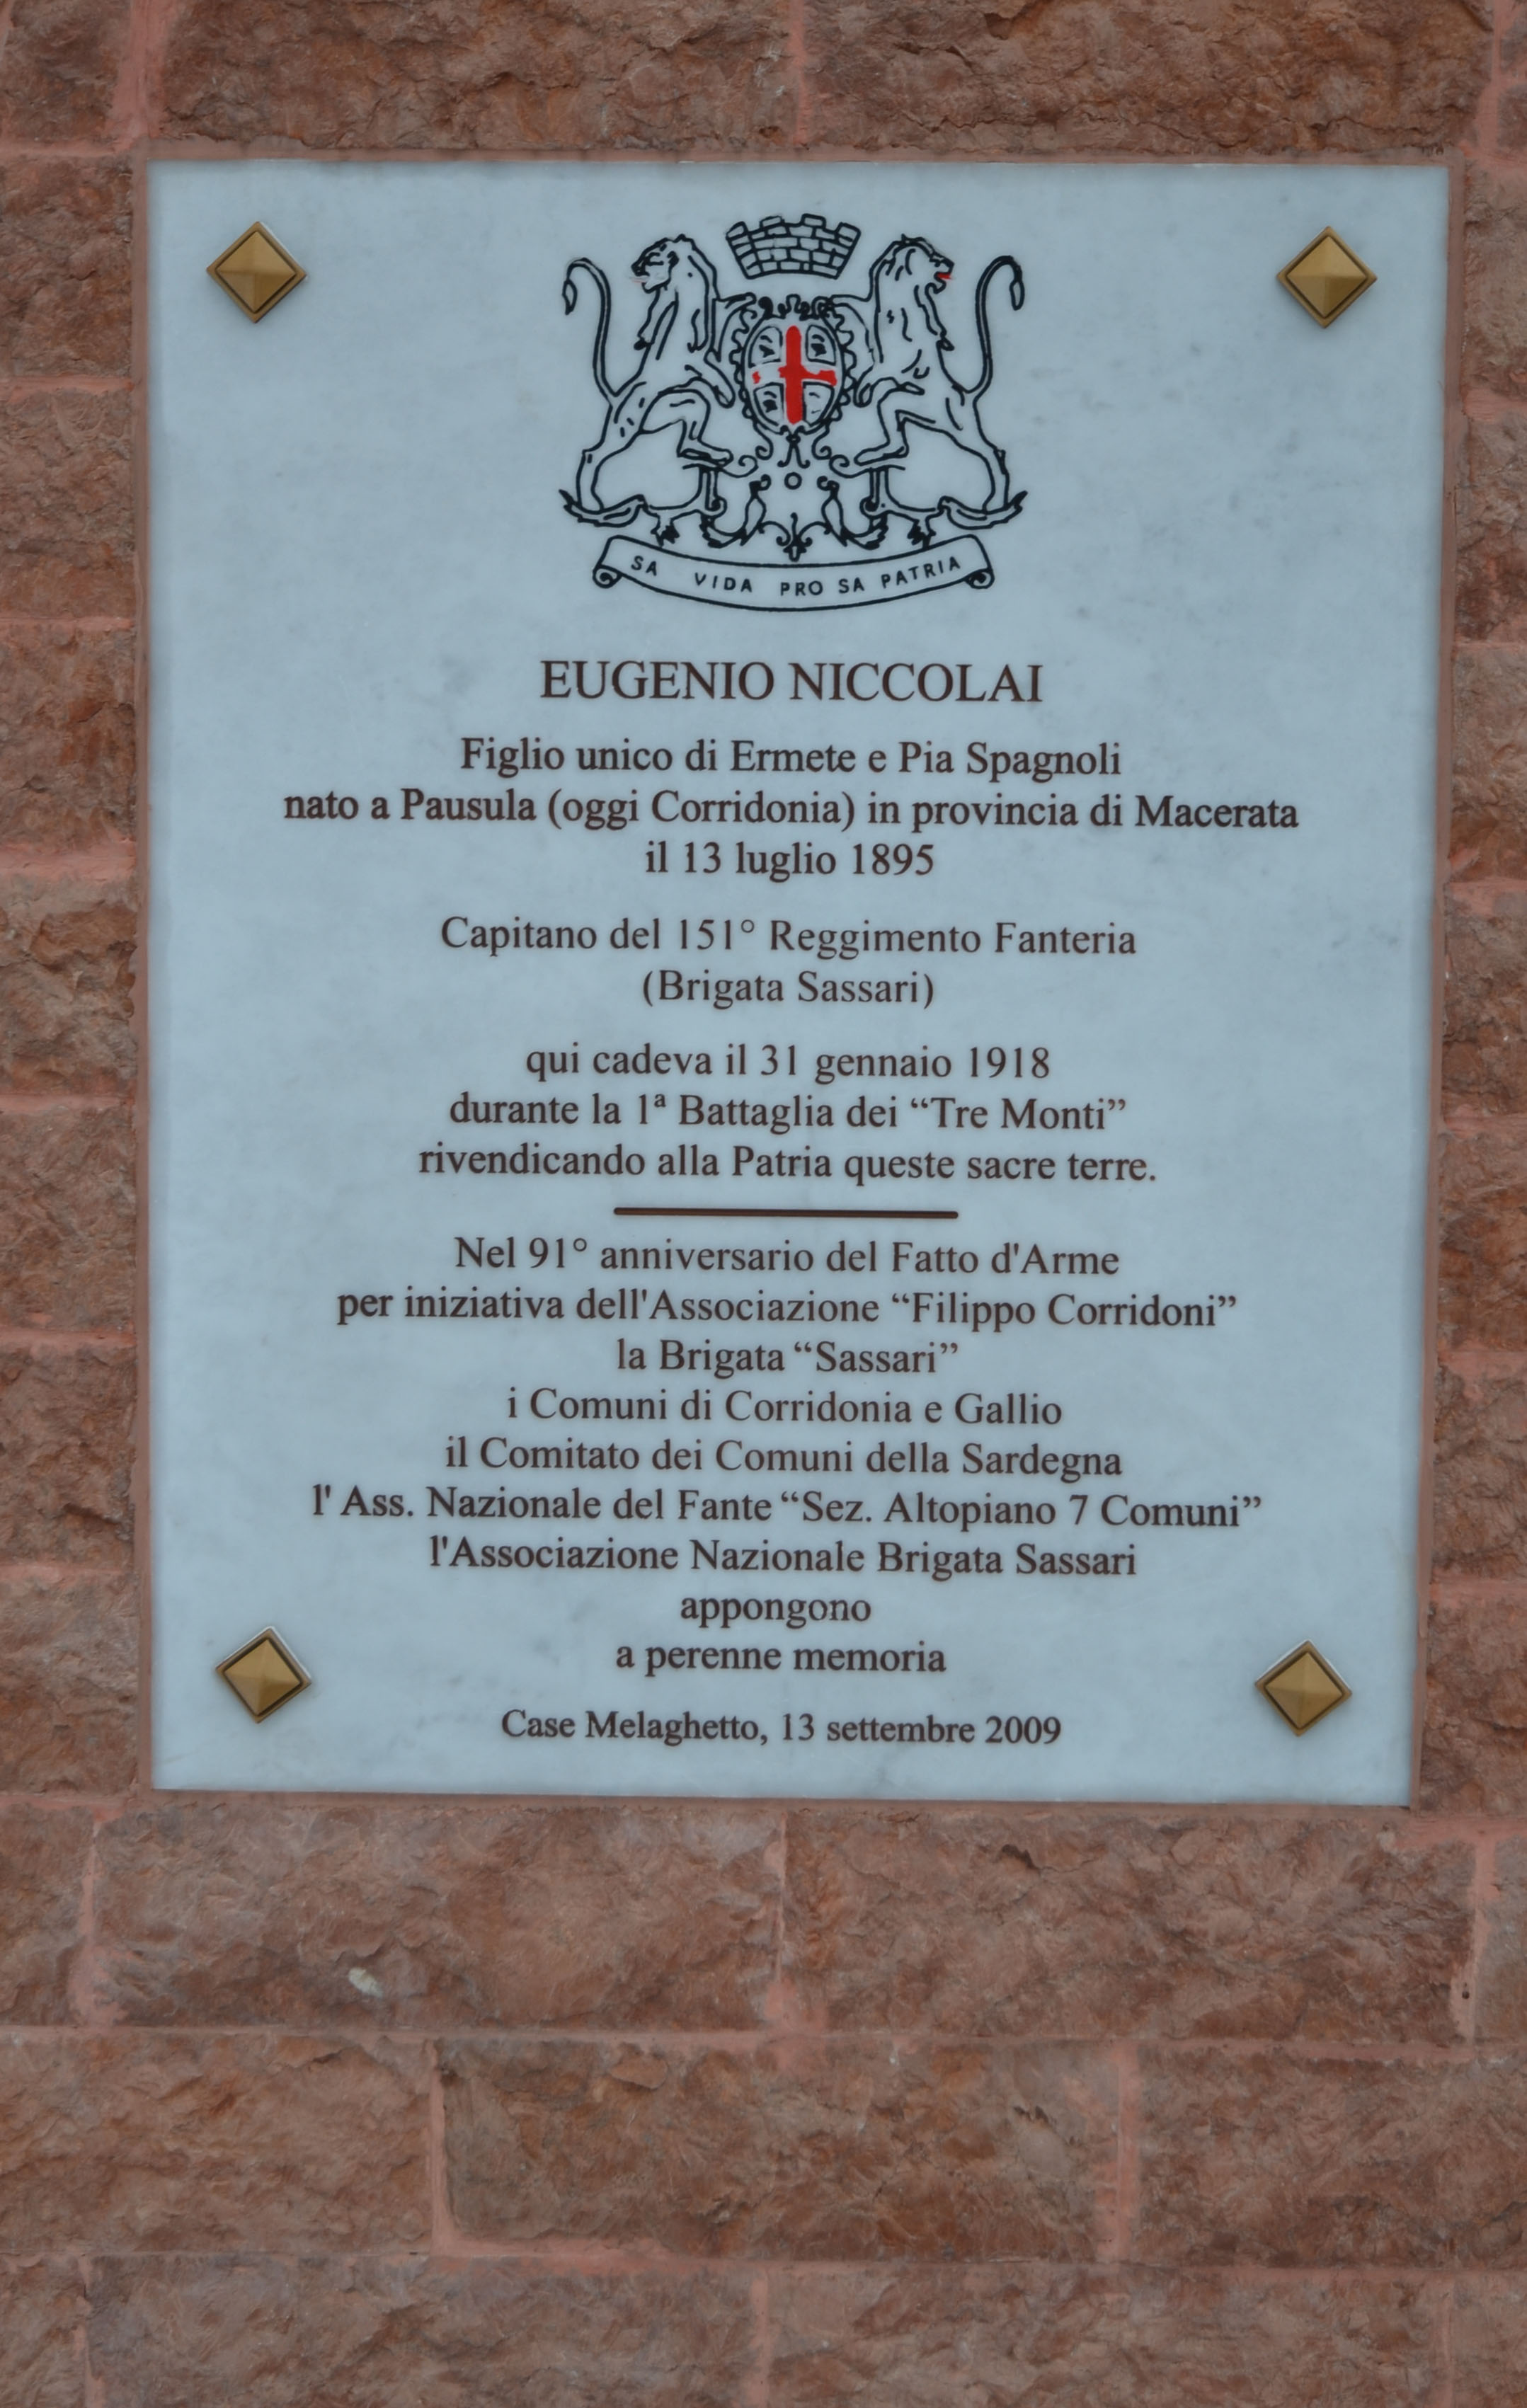 SA VIDA PRO SA PATRIA
EUGENIO NICCOLAI
Figlio unico di Ermete e Pia Spagnoli
nato a Pausula (oggi Corridonia) in provincia di Macerata
il 13 luglio 1895
Capitano del 151° Reggimento Fanteria
(Brigata Sassari)
qui cadeva il 31 gennaio 1918
durante la 1ª Battaglia dei “Tre Monti”
rivendicando alla Patria queste sacre terre.
Nel 91° anniversario del Fatto d'Arme
per iniziativa dell'Associazione “Filippo Corridoni”
la Brigata “Sassari”
i Comuni di Corridonia e Gallio
il Comitato dei Comuni della Sardegna
l' Ass. Nazionale del Fante “Sez. Altopiano 7 Comuni”
l'Associazione Nazionale Brigata Sassari
appongono
a perenne memoria
Case Melaghetto, 13 settembre 2009